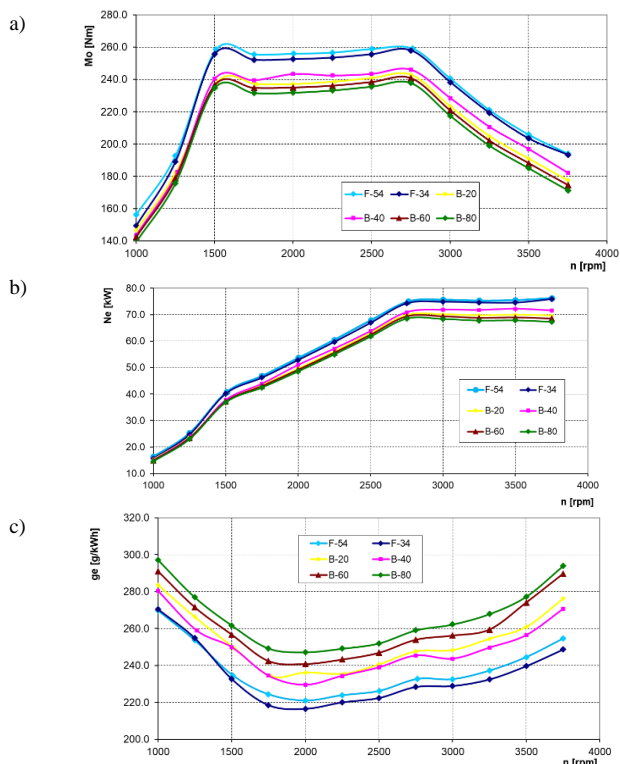 a)
Mo [Nm]
260.0
240.0
220.0
200.0
180.0
160.0
140.0
1000 1500 2000 2500 3000 3500 4000
n [rpm]
F-54 F-34 B-20
B-40 B-60 B-80
b)
Ne [kW]
80.0
70.0
60.0
50.0
40.0
30.0
20.0
10.0
1000 1500 2000 2500 3000 3500 4000
n [rpm]
F-54 F-34
B-20 B-40
B-60 B-80
c)
ge [g/kWh]
320.0
300.0
280.0
260.0
240.0
220.0
200.0
1000 1500 2000 2500 3000 3500 4000
n [rpm]
F-54 F-34
B-20 B-40
B-60 B-80